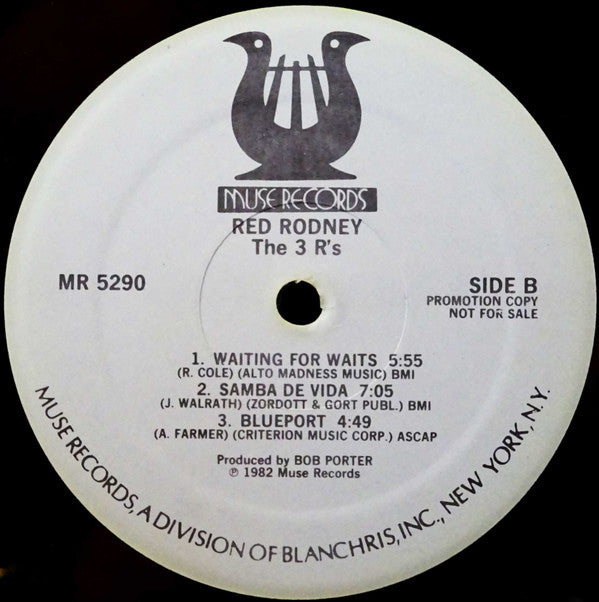 MUSE RECORDS
RED RODNEY
The 3 R's
MR 5290
SIDE B
PROMOTION COPY
NOT FOR SALE
1. WAITING FOR WAITS 5:55
(R. COLE) (ALTO MADNESS MUSIC) BMI
2. SAMBA DE VIDA 7:05
(J. WALRATH) (ZORDOTT & GORT PUBL.) BMI
3. BLUEPORT 4:49
(A. FARMER) (CRITERION MUSIC CORP.) ASCAP
Produced by BOB PORTER
℗ 1982 Muse Records
MUSE RECORDS, A DIVISION OF BLANCHRIS, INC., NEW YORK, N.Y.